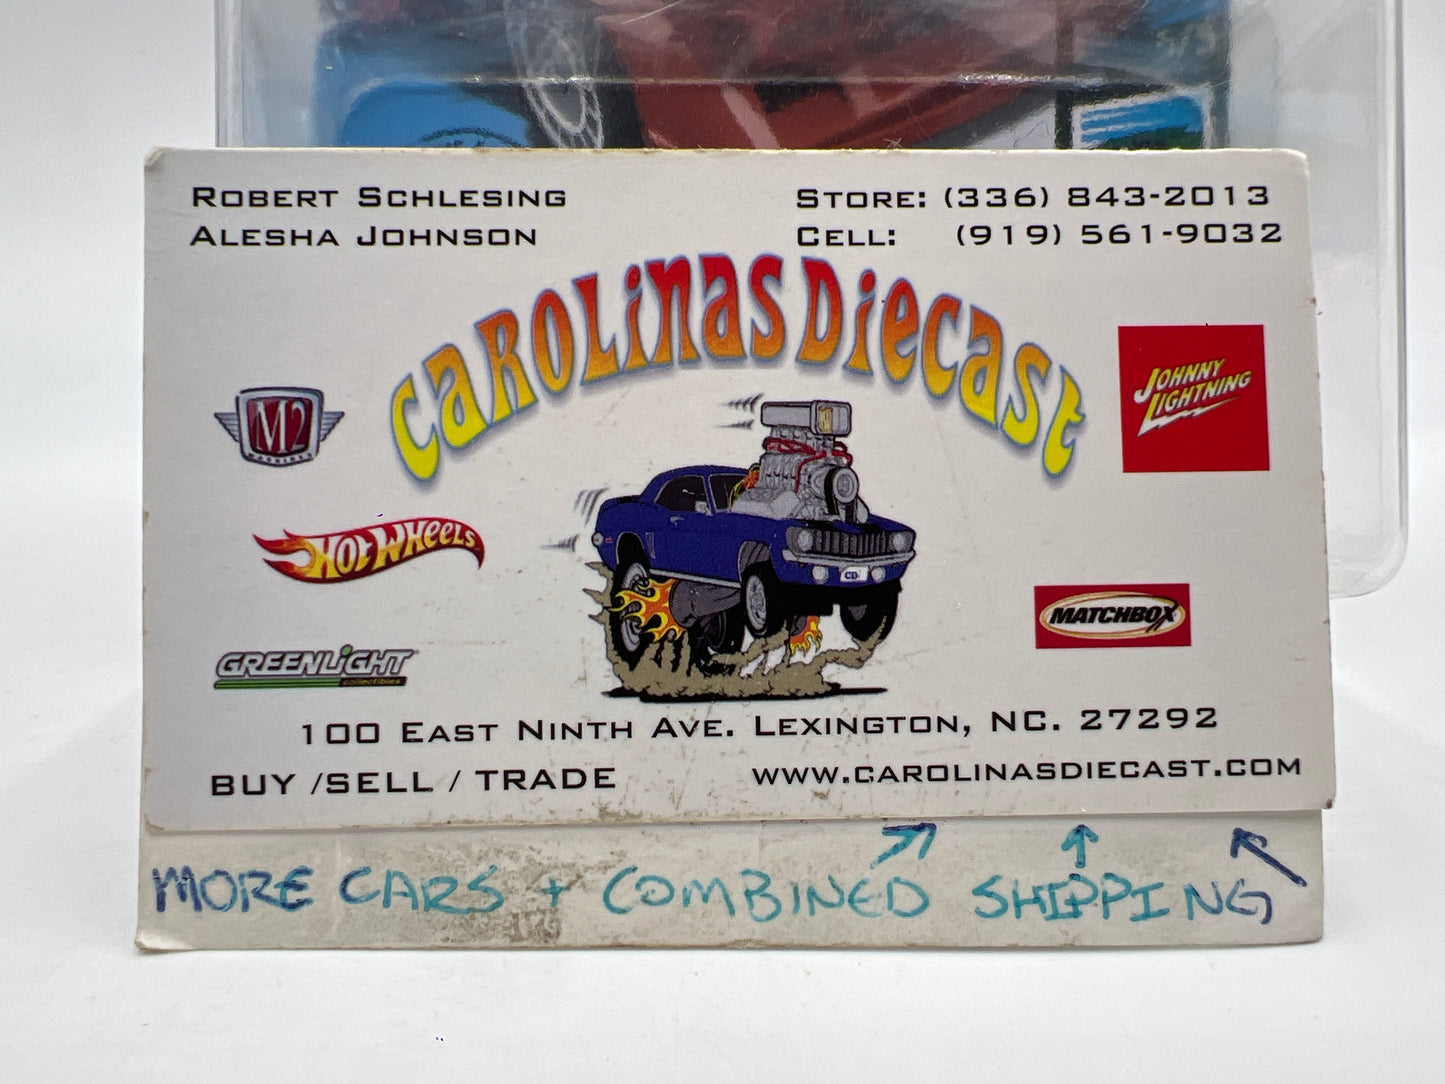 ROBERT SCHLESING
ALESHA JOHNSON
STORE: (336) 843-2013
CELL: (919) 561-9032
CAROLINAS DIECAST
M2
MACHINES
JOHNNY
LIGHTNING
HOT WHEELS
MATCHBOX
GREENLIGHT
collectibles
100 EAST NINTH AVE. LEXINGTON, NC. 27292
BUY /SELL / TRADE
WWW.CAROLINASDIECAST.COM
MORE CARS + COMBINED SHIPPING